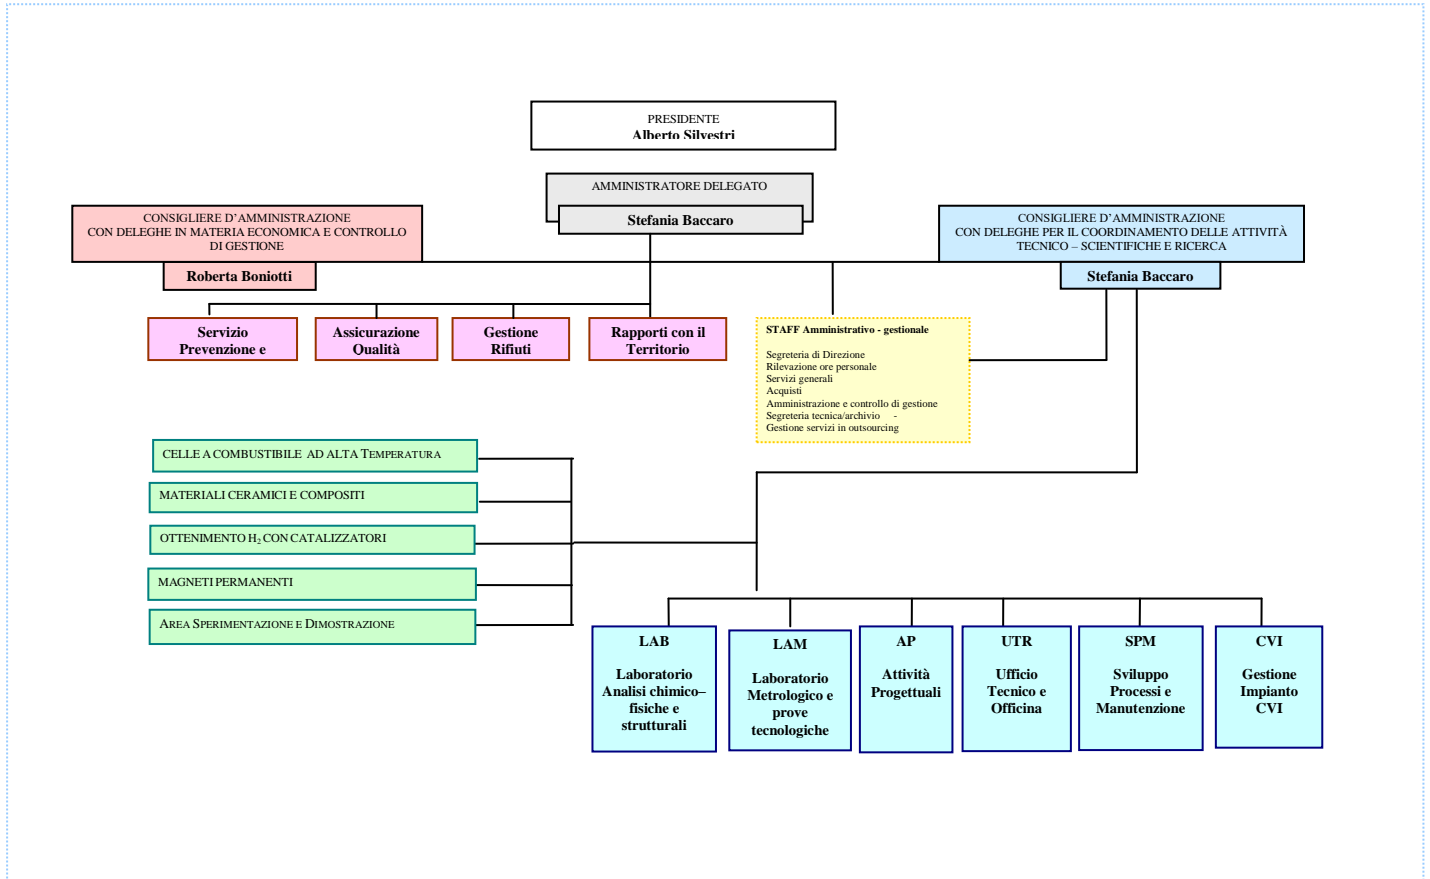 PRESIDENTE
Alberto Silvestri
AMMINISTRATORE DELEGATO
Stefania Baccaro
CONSIGLIERE D'AMMINISTRAZIONE
CON DELEGHE IN MATERIA ECONOMICA E CONTROLLO
DI GESTIONE
Roberta Boniotti
CONSIGLIERE D'AMMINISTRAZIONE
CON DELEGHE PER IL COORDINAMENTO DELLE ATTIVITÀ
TECNICO – SCIENTIFICHE E RICERCA
Stefania Baccaro
Servizio
Prevenzione e
Assicurazione
Qualità
Gestione
Rifiuti
Rapporti con il
Territorio
STAFF Amministrativo - gestionale
Segreteria di Direzione
Rilevazione ore personale
Servizi generali
Acquisti
Amministrazione e controllo di gestione
Segreteria tecnica/archivio -
Gestione servizi in outsourcing
CELLE A COMBUSTIBILE AD ALTA TEMPERATURA
MATERIALI CERAMICI E COMPOSITI
OTTENIMENTO H₂ CON CATALIZZATORI
MAGNETI PERMANENTI
AREA SPERIMENTAZIONE E DIMOSTRAZIONE
LAB
Laboratorio
Analisi chimico–
fisiche e
strutturali
LAM
Laboratorio
Metrologico e
prove
tecnologiche
AP
Attività
Progettuali
UTR
Ufficio
Tecnico e
Officina
SPM
Sviluppo
Processi e
Manutenzione
CVI
Gestione
Impianto
CVI